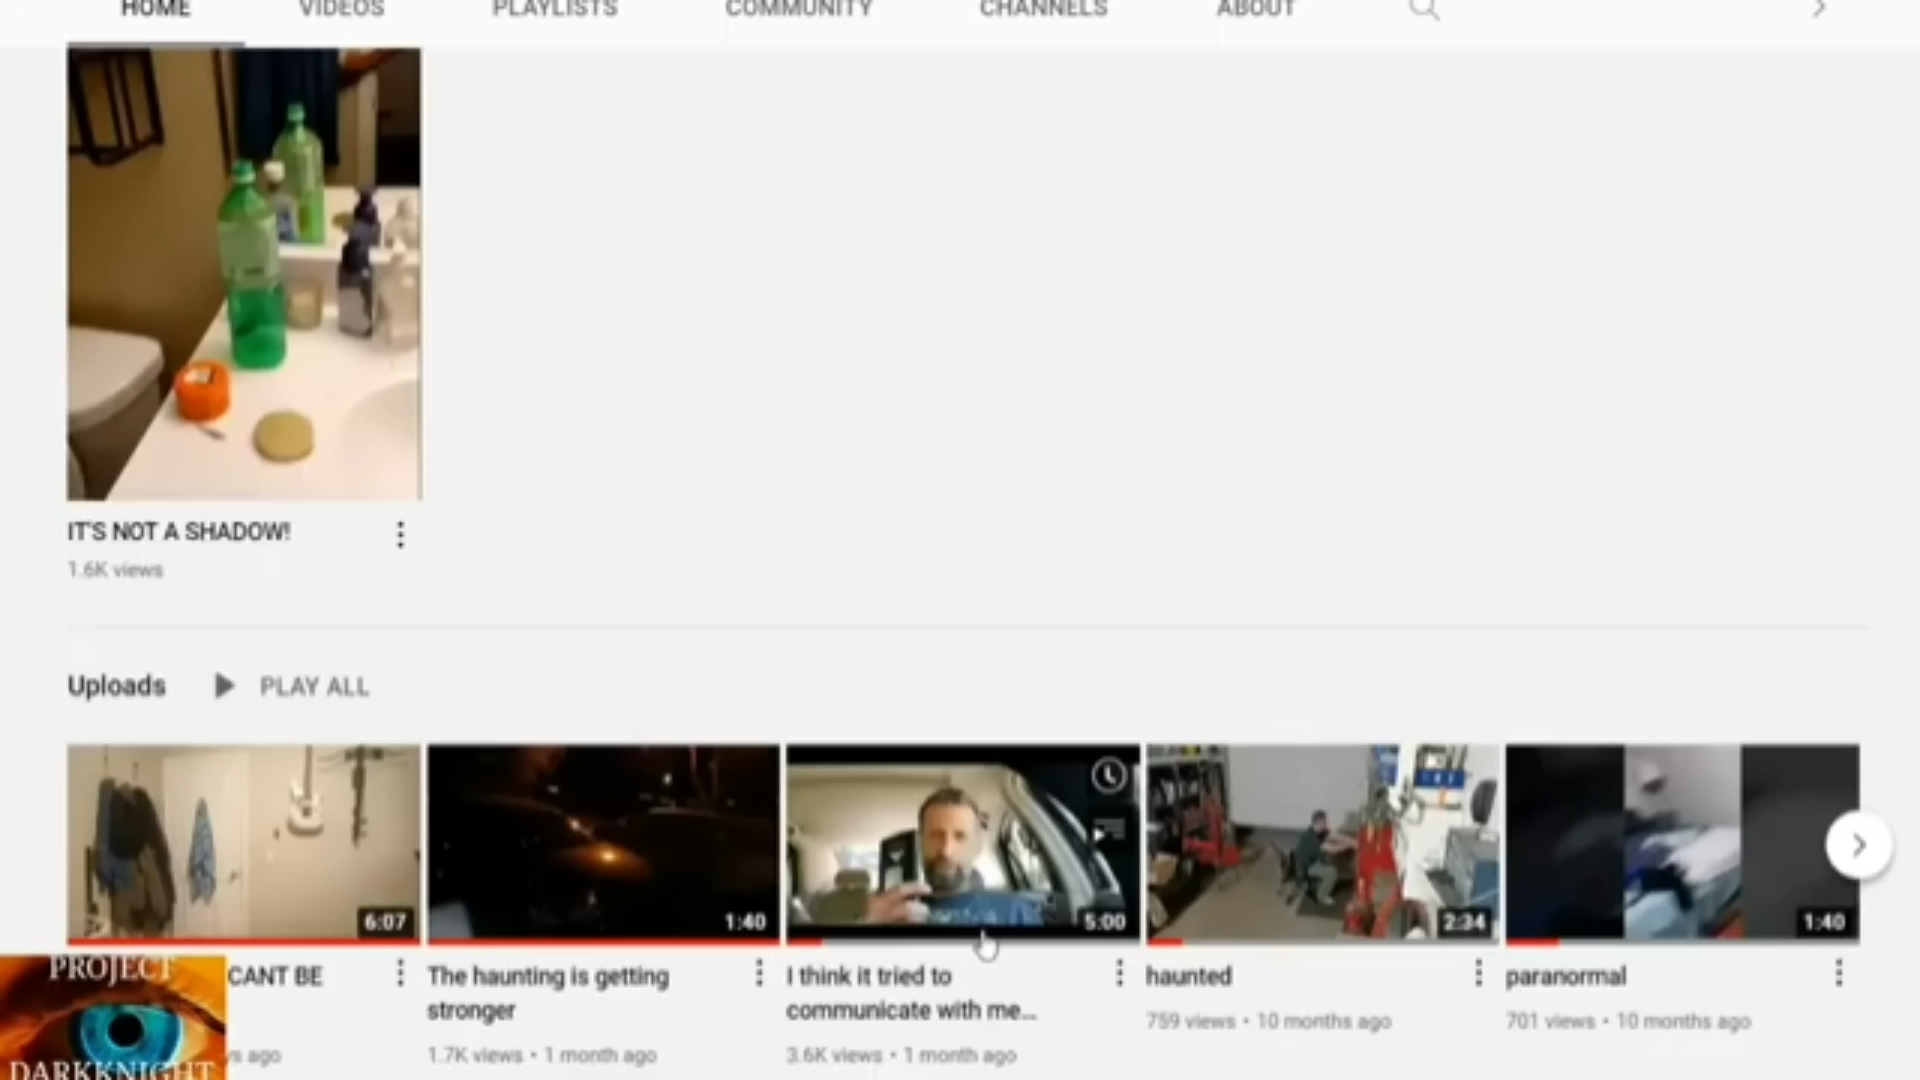 HOME VIDEOS PLAYLISTS COMMUNITY CHANNELS ABOUT
IT'S NOT A SHADOW!
1.6K views
Uploads PLAY ALL
6:07 1:40 5:00 2:34 1:40
CANT BE
ago
The haunting is getting
stronger
1.7K views • 1 month ago
I think it tried to
communicate with me...
3.6K views • 1 month ago
haunted
759 views • 10 months ago
paranormal
701 views • 10 months ago
PROJECT
DARKKNIGHT